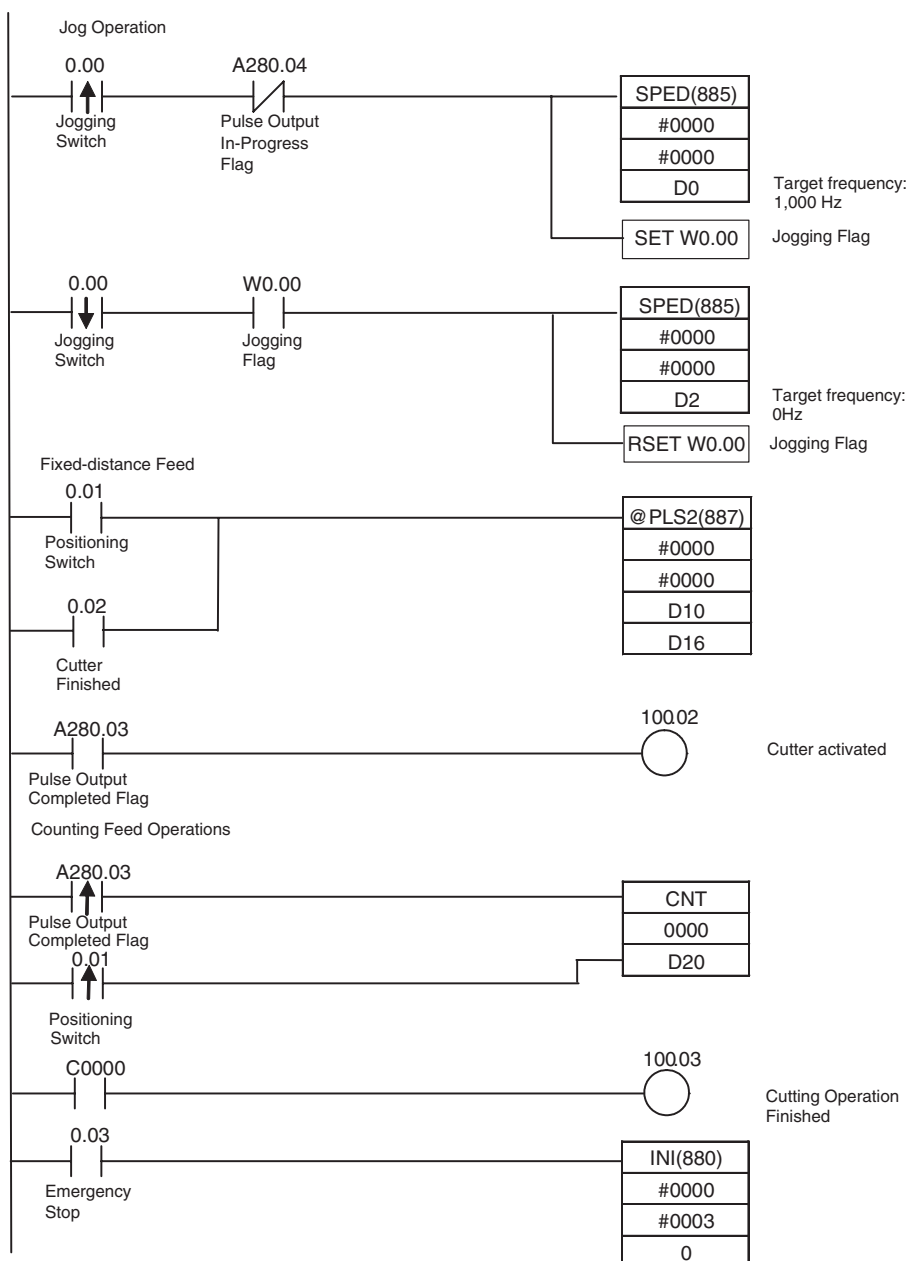 Jog Operation
0.00
A280.04
Jogging
Switch
Pulse Output
In-Progress
Flag
SPED(885)
#0000
#0000
D0
Target frequency:
1,000 Hz
SET W0.00
Jogging Flag
0.00
W0.00
Jogging
Switch
Jogging
Flag
SPED(885)
#0000
#0000
D2
Target frequency:
0Hz
RSET W0.00
Jogging Flag
Fixed-distance Feed
0.01
Positioning
Switch
0.02
Cutter
Finished
@PLS2(887)
#0000
#0000
D10
D16
A280.03
Pulse Output
Completed Flag
100.02
Cutter activated
Counting Feed Operations
A280.03
Pulse Output
Completed Flag
0.01
Positioning
Switch
CNT
0000
D20
C0000
100.03
Cutting Operation
Finished
0.03
Emergency
Stop
INI(880)
#0000
#0003
0